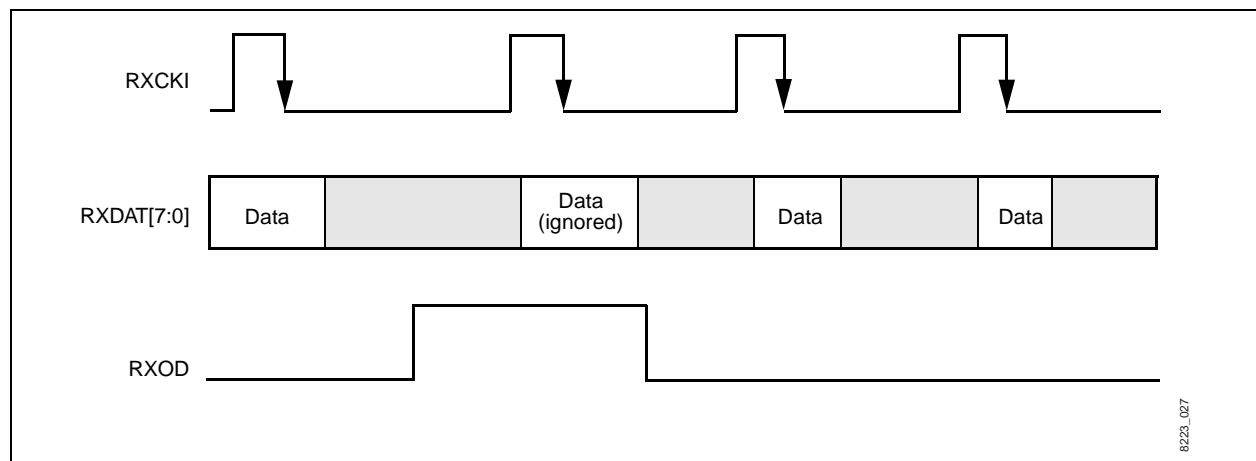 RXCKI
RXDAT[7:0]
Data
Data
(ignored)
Data
Data
RXOD
8223_027